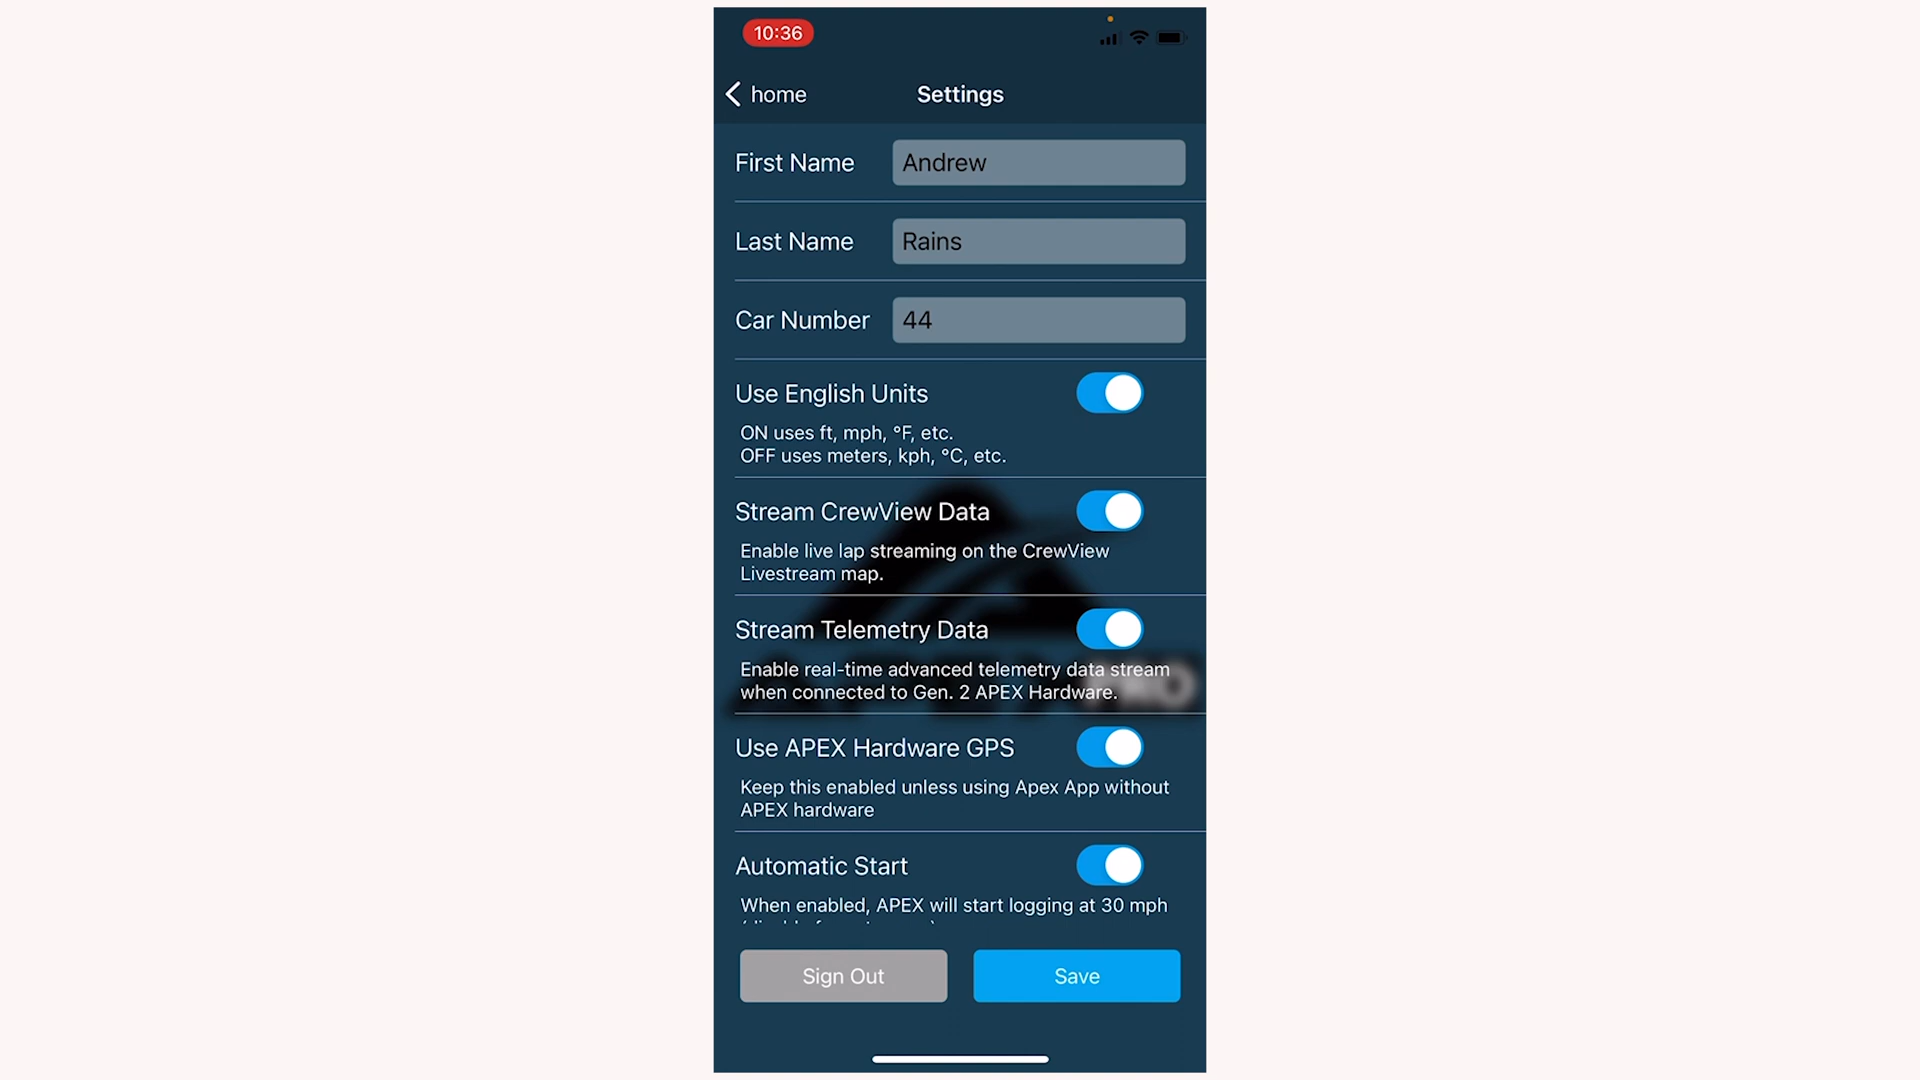 10:36
home
Settings
First Name
Andrew
Last Name
Rains
Car Number
44
Use English Units
ON uses ft, mph, °F, etc.
OFF uses meters, kph, °C, etc.
Stream CrewView Data
Enable live lap streaming on the CrewView
Livestream map.
Stream Telemetry Data
Enable real-time advanced telemetry data stream
when connected to Gen. 2 APEX Hardware.
PRO
Use APEX Hardware GPS
Keep this enabled unless using Apex App without
APEX hardware
Automatic Start
When enabled, APEX will start logging at 30 mph
Sign Out
Save